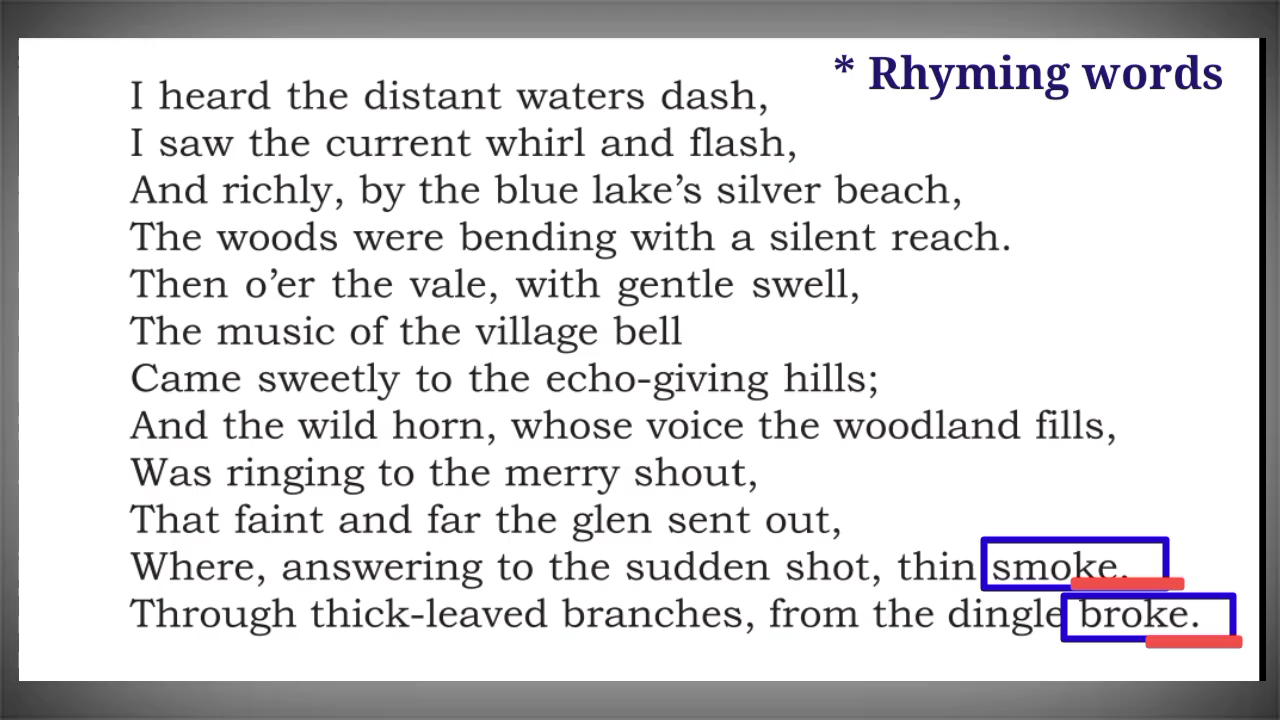 * Rhyming words
I heard the distant waters dash,
I saw the current whirl and flash,
And richly, by the blue lake’s silver beach,
The woods were bending with a silent reach.
Then o’er the vale, with gentle swell,
The music of the village bell
Came sweetly to the echo-giving hills;
And the wild horn, whose voice the woodland fills,
Was ringing to the merry shout,
That faint and far the glen sent out,
Where, answering to the sudden shot, thin smoke.
Through thick-leaved branches, from the dingle broke.